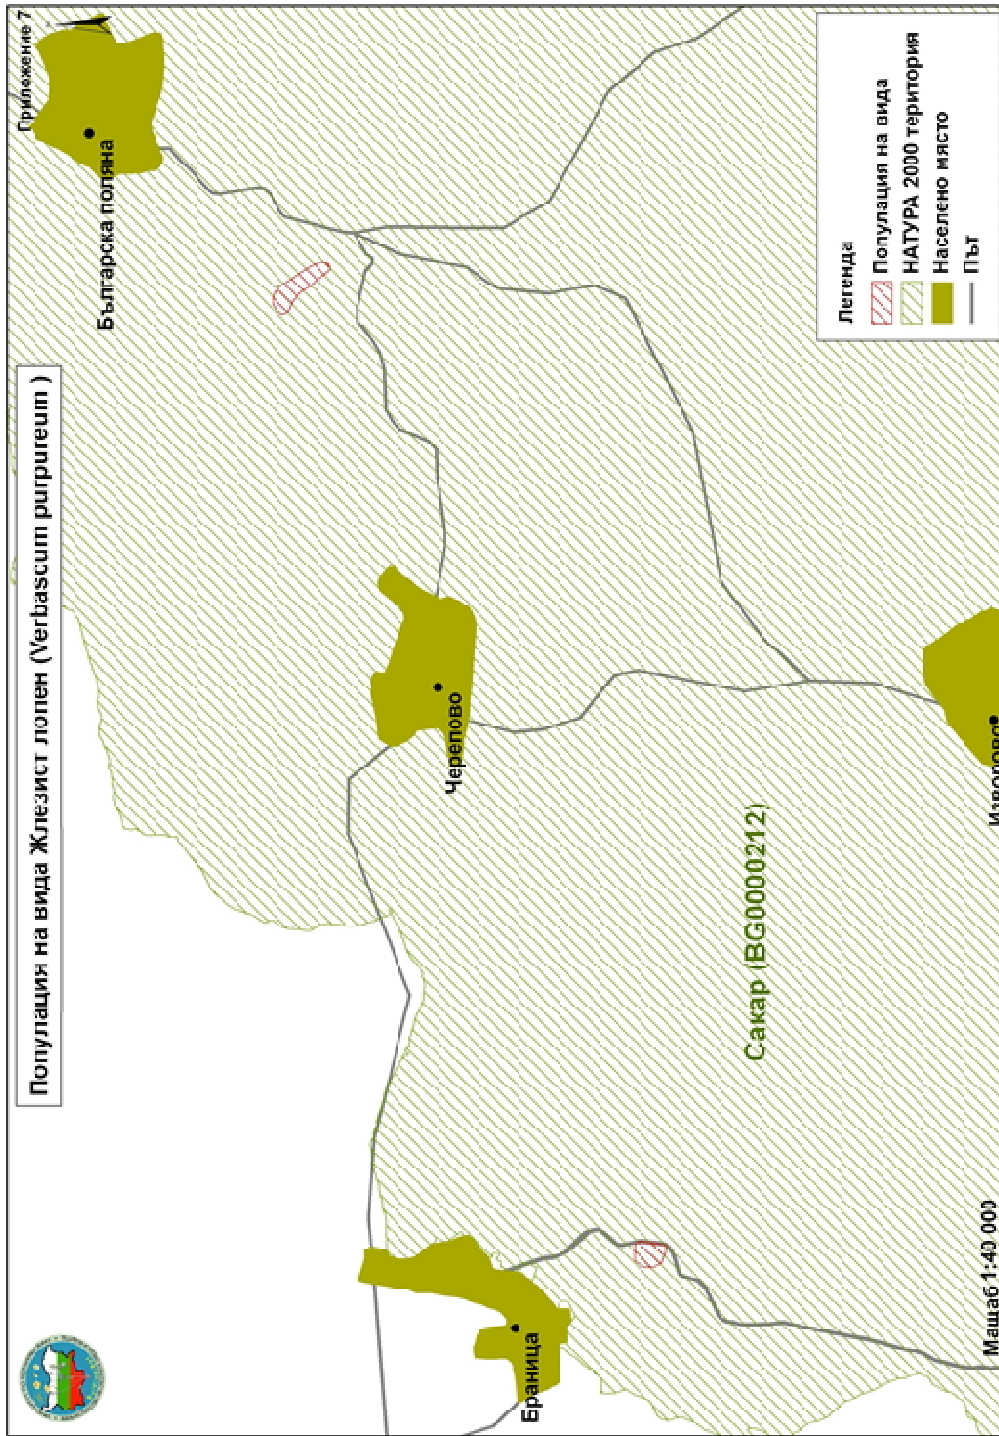 Приложение 7
Популация на вида Жлезист лопен (Verbascum purpureum )
Българска поляна
Черепово
Браница
Сакар (BG0000212)
Легенда
Популация на вида
НАТУРА 2000 територия
Населено място
Път
Мащаб 1:40 000